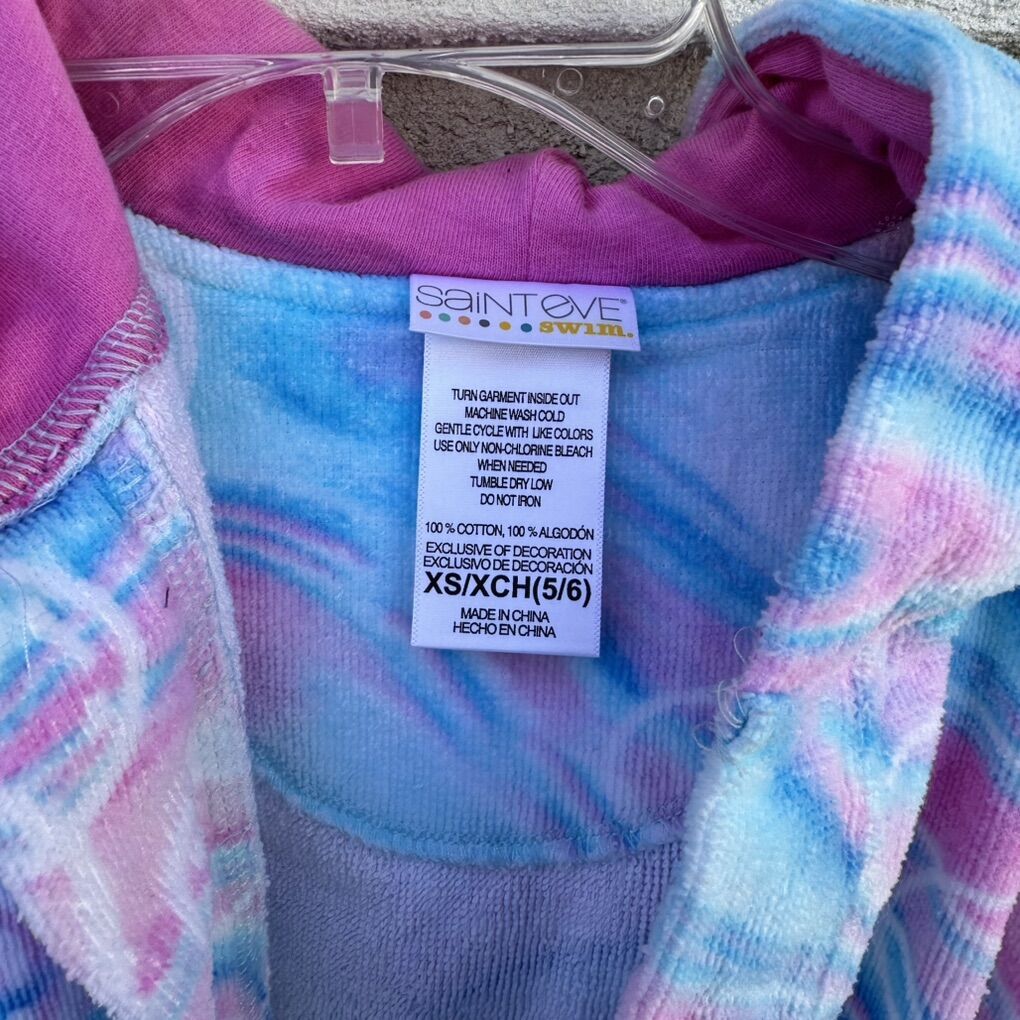 SaiNT EVE®
swim.
TURN GARMENT INSIDE OUT
MACHINE WASH COLD
GENTLE CYCLE WITH LIKE COLORS
USE ONLY NON-CHLORINE BLEACH
WHEN NEEDED
TUMBLE DRY LOW
DO NOT IRON
100 % COTTON, 100 % ALGODÓN
EXCLUSIVE OF DECORATION
EXCLUSIVO DE DECORACIÓN
XS/XCH(5/6)
MADE IN CHINA
HECHO EN CHINA